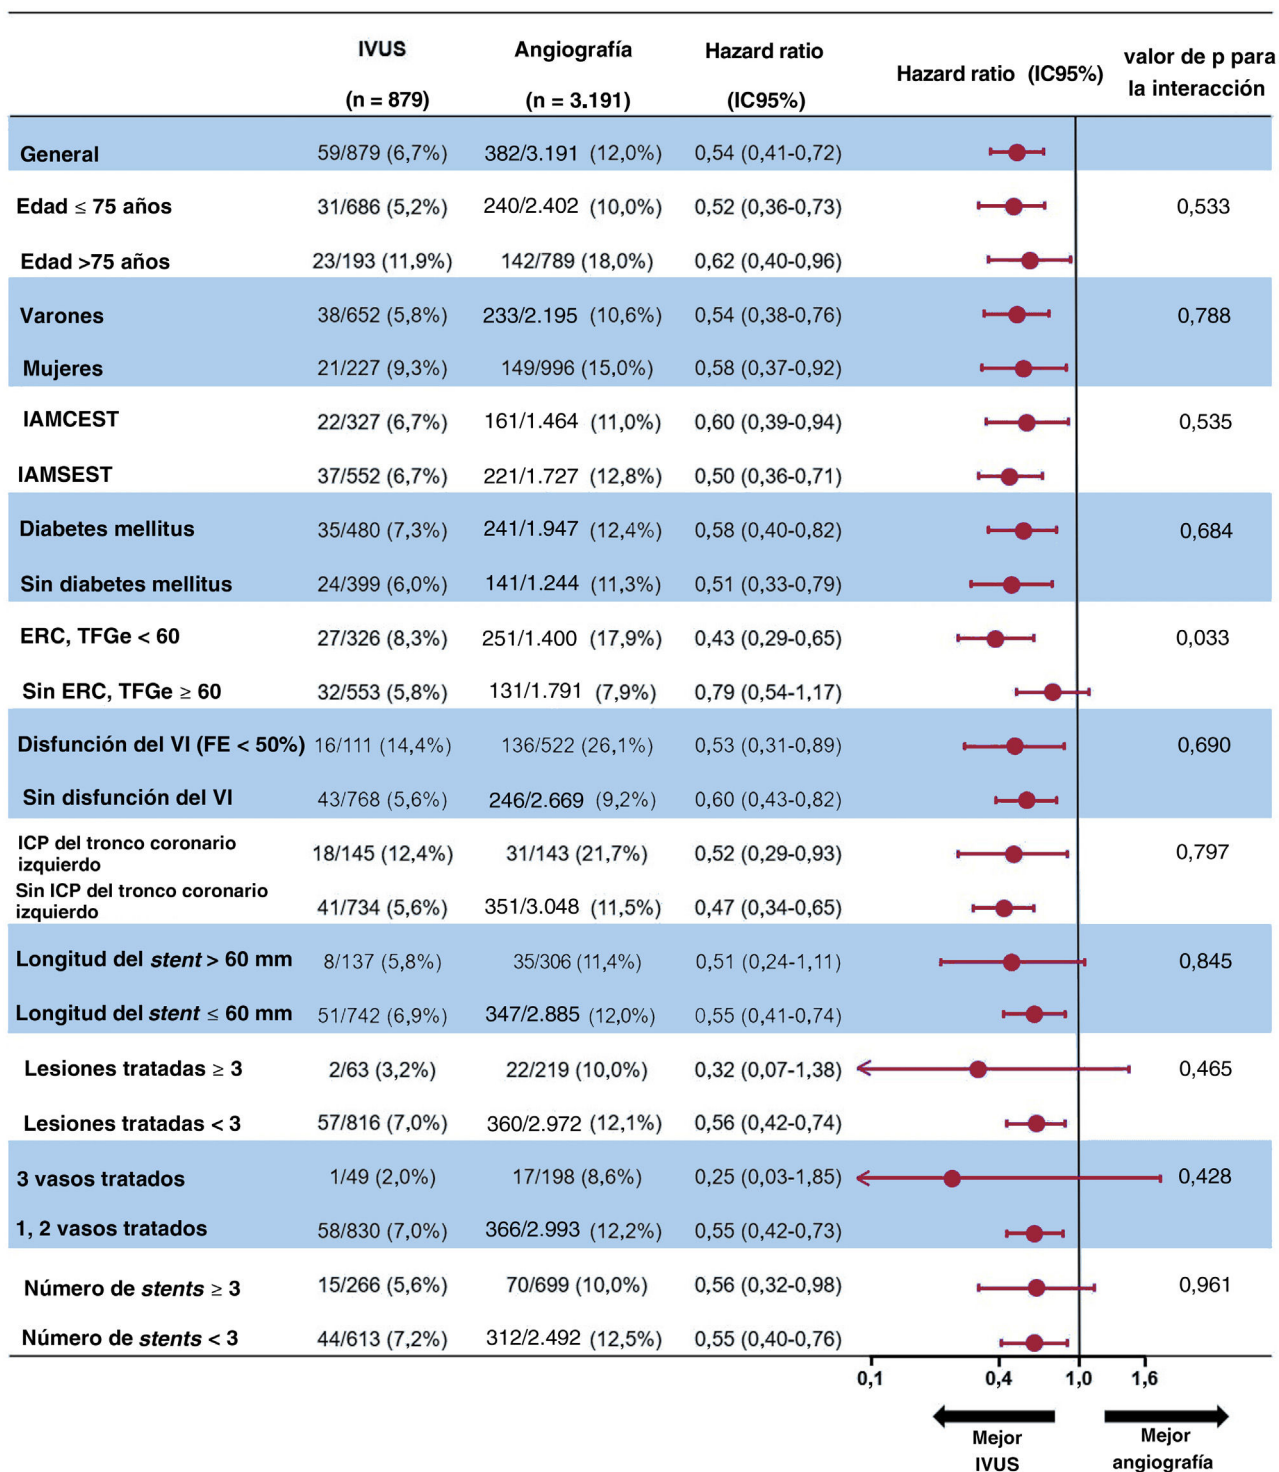 IVUS Angiografía Hazard ratio Hazard ratio (IC95%) valor de p para la interacción
(n = 879) (n = 3.191) (IC95%)
General 59/879 (6,7%) 382/3.191 (12,0%) 0,54 (0,41-0,72)
Edad ≤ 75 años 31/686 (5,2%) 240/2.402 (10,0%) 0,52 (0,36-0,73) 0,533
Edad >75 años 23/193 (11,9%) 142/789 (18,0%) 0,62 (0,40-0,96)
Varones 38/652 (5,8%) 233/2.195 (10,6%) 0,54 (0,38-0,76) 0,788
Mujeres 21/227 (9,3%) 149/996 (15,0%) 0,58 (0,37-0,92)
IAMCEST 22/327 (6,7%) 161/1.464 (11,0%) 0,60 (0,39-0,94) 0,535
IAMSEST 37/552 (6,7%) 221/1.727 (12,8%) 0,50 (0,36-0,71)
Diabetes mellitus 35/480 (7,3%) 241/1.947 (12,4%) 0,58 (0,40-0,82) 0,684
Sin diabetes mellitus 24/399 (6,0%) 141/1.244 (11,3%) 0,51 (0,33-0,79)
ERC, TFGe < 60 27/326 (8,3%) 251/1.400 (17,9%) 0,43 (0,29-0,65) 0,033
Sin ERC, TFGe ≥ 60 32/553 (5,8%) 131/1.791 (7,9%) 0,79 (0,54-1,17)
Disfunción del VI (FE < 50%) 16/111 (14,4%) 136/522 (26,1%) 0,53 (0,31-0,89) 0,690
Sin disfunción del VI 43/768 (5,6%) 246/2.669 (9,2%) 0,60 (0,43-0,82)
ICP del tronco coronario
izquierdo 18/145 (12,4%) 31/143 (21,7%) 0,52 (0,29-0,93) 0,797
Sin ICP del tronco coronario
izquierdo 41/734 (5,6%) 351/3.048 (11,5%) 0,47 (0,34-0,65)
Longitud del stent > 60 mm 8/137 (5,8%) 35/306 (11,4%) 0,51 (0,24-1,11) 0,845
Longitud del stent ≤ 60 mm 51/742 (6,9%) 347/2.885 (12,0%) 0,55 (0,41-0,74)
Lesiones tratadas ≥ 3 2/63 (3,2%) 22/219 (10,0%) 0,32 (0,07-1,38) 0,465
Lesiones tratadas < 3 57/816 (7,0%) 360/2.972 (12,1%) 0,56 (0,42-0,74)
3 vasos tratados 1/49 (2,0%) 17/198 (8,6%) 0,25 (0,03-1,85) 0,428
1, 2 vasos tratados 58/830 (7,0%) 366/2.993 (12,2%) 0,55 (0,42-0,73)
Número de stents ≥ 3 15/266 (5,6%) 70/699 (10,0%) 0,56 (0,32-0,98) 0,961
Número de stents < 3 44/613 (7,2%) 312/2.492 (12,5%) 0,55 (0,40-0,76)
0,1 0,4 1,0 1,6
Mejor Mejor
IVUS angiografía